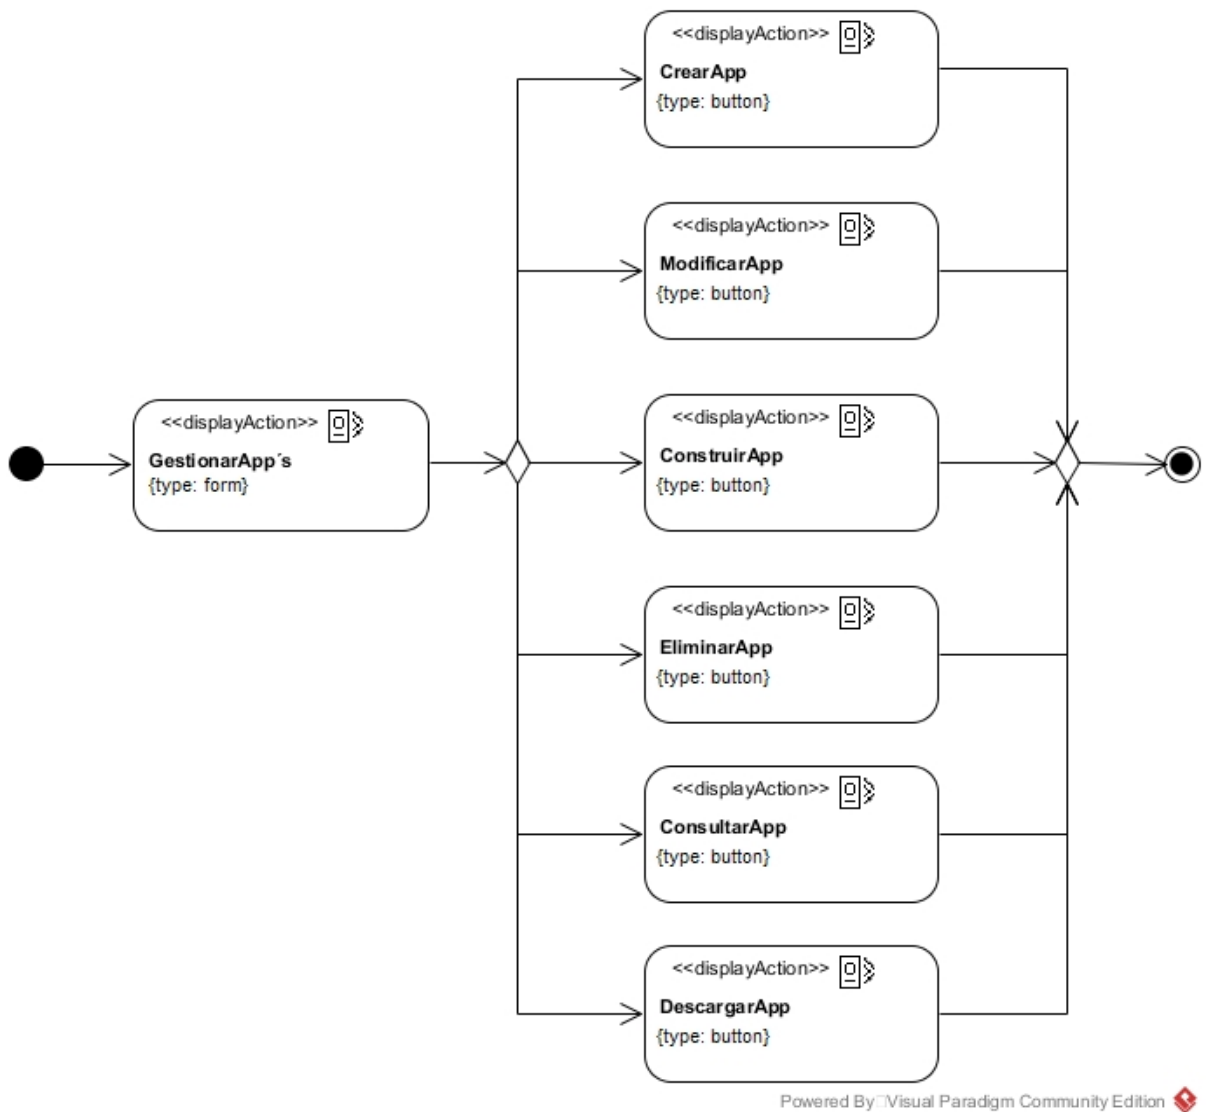 <<displayAction>>
CrearApp
{type: button}
<<displayAction>>
ModificarApp
{type: button}
<<displayAction>>
GestionarApp´s
{type: form}
<<displayAction>>
ConstruirApp
{type: button}
<<displayAction>>
EliminarApp
{type: button}
<<displayAction>>
ConsultarApp
{type: button}
<<displayAction>>
DescargarApp
{type: button}
Powered By Visual Paradigm Community Edition